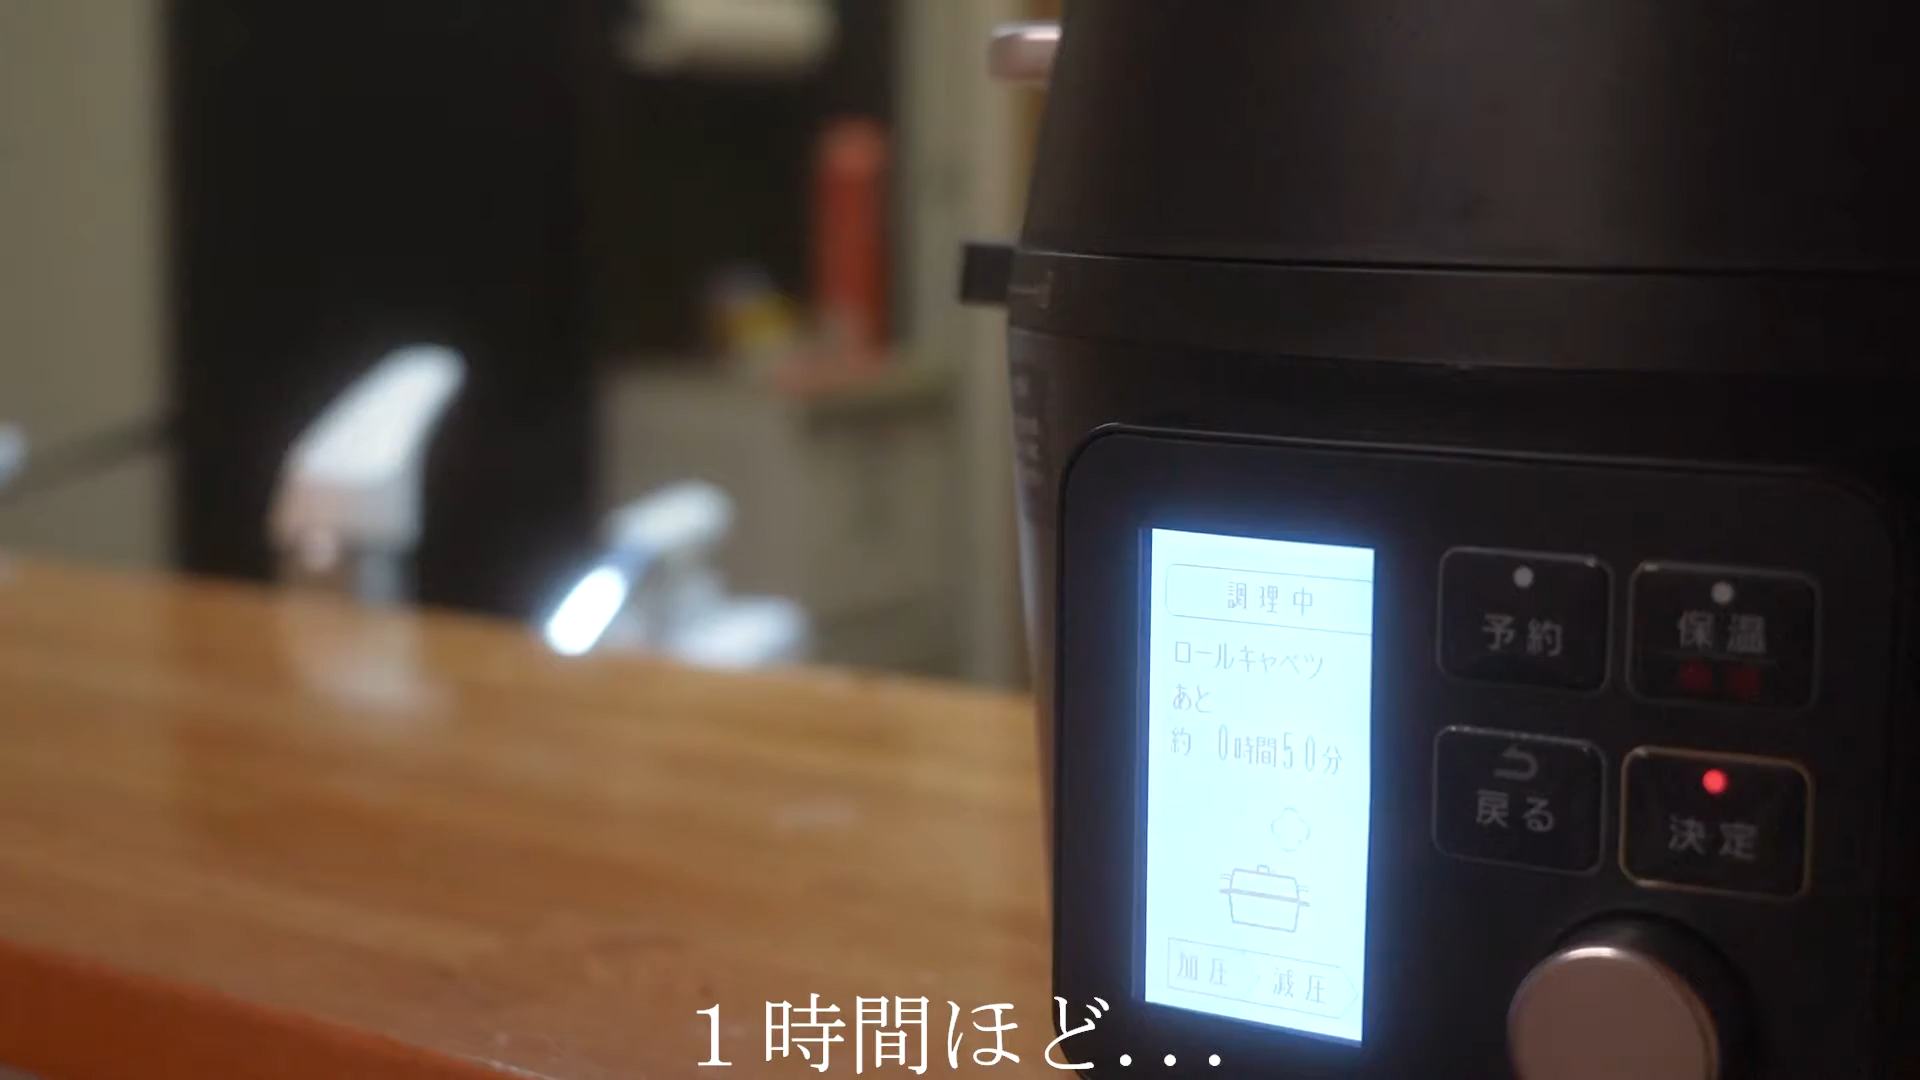 調理中
ロールキャベツ
あと
約 0時間50分
加圧 減圧
予約
保温
戻る
決定
1時間ほど...